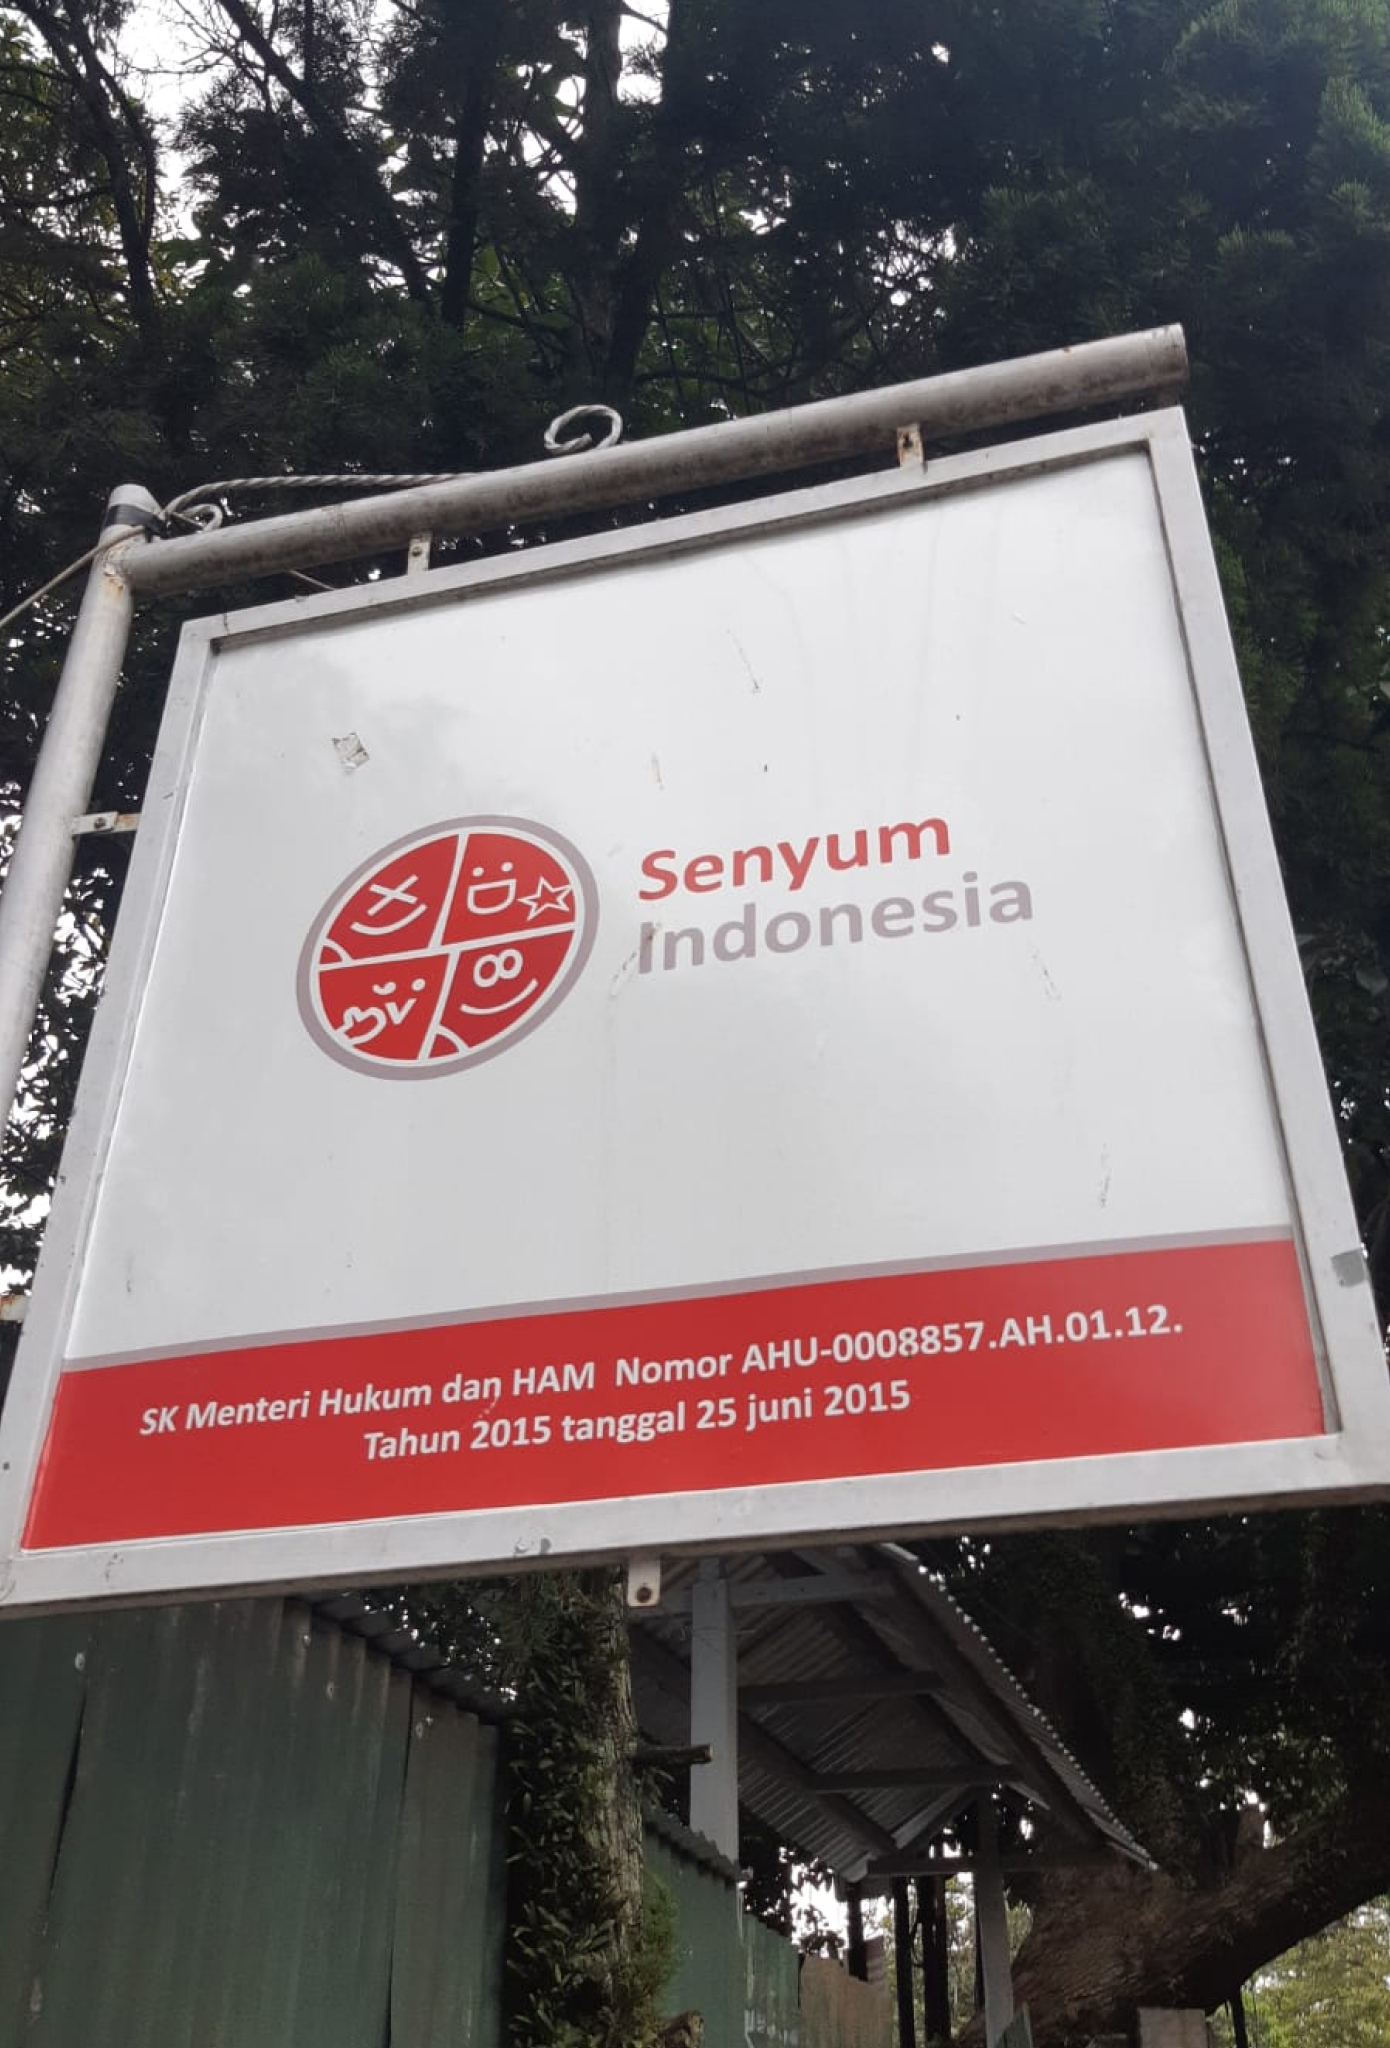 Senyum
Indonesia
SK Menteri Hukum dan HAM Nomor AHU-0008857.AH.01.12.
Tahun 2015 tanggal 25 juni 2015